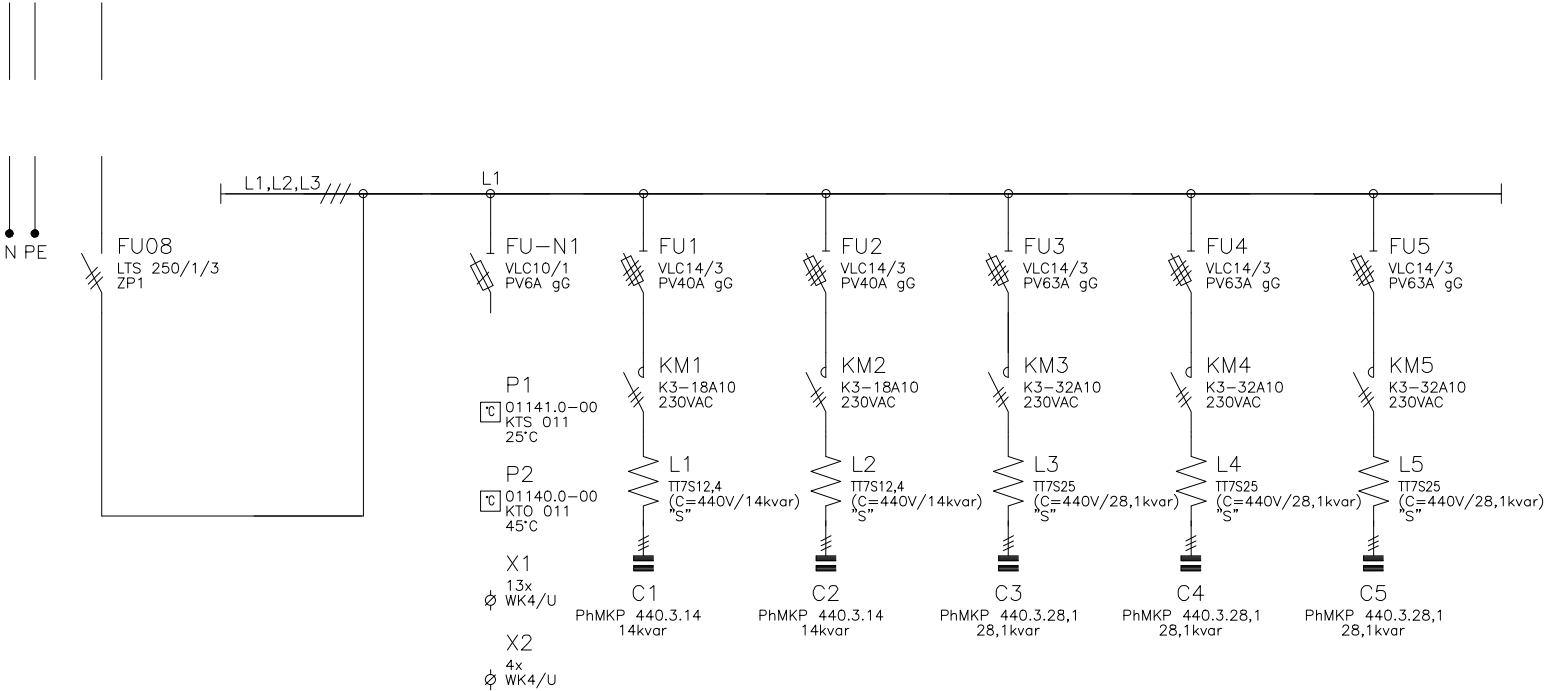 L1,L2,L3
L1
N PE
FU08
LTS 250/1/3
ZP1
FU-N1
VLC10/1
PV6A gG
FU1
VLC14/3
PV40A gG
FU2
VLC14/3
PV40A gG
FU3
VLC14/3
PV63A gG
FU4
VLC14/3
PV63A gG
FU5
VLC14/3
PV63A gG
P1
°C
01141.0-00
KTS 011
25°C
KM1
K3-18A10
230VAC
KM2
K3-18A10
230VAC
KM3
K3-32A10
230VAC
KM4
K3-32A10
230VAC
KM5
K3-32A10
230VAC
P2
°C
01140.0-00
KTO 011
45°C
L1
TT7S12,4
(C=440V/14kvar)
"S"
L2
TT7S12,4
(C=440V/14kvar)
"S"
L3
TT7S25
(C=440V/28,1kvar)
"S"
L4
TT7S25
(C=440V/28,1kvar)
"S"
L5
TT7S25
(C=440V/28,1kvar)
"S"
X1
13x
WK4/U
C1
PhMKP 440.3.14
14kvar
C2
PhMKP 440.3.14
14kvar
C3
PhMKP 440.3.28,1
28,1kvar
C4
PhMKP 440.3.28,1
28,1kvar
C5
PhMKP 440.3.28,1
28,1kvar
X2
4x
WK4/U